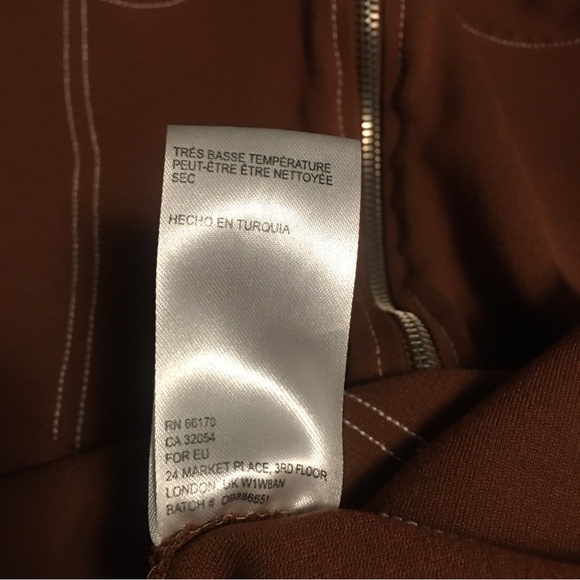 TRÉS BASSE TEMPÉRATURE
PEUT-ÊTRE ÊTRE NETTOYÉE
SEC
HECHO EN TURQUIA
RN 66170
CA 32054
FOR EU
24 MARKET PLACE, 3RD FLOOR
LONDON, UK W1W8AN
BATCH #